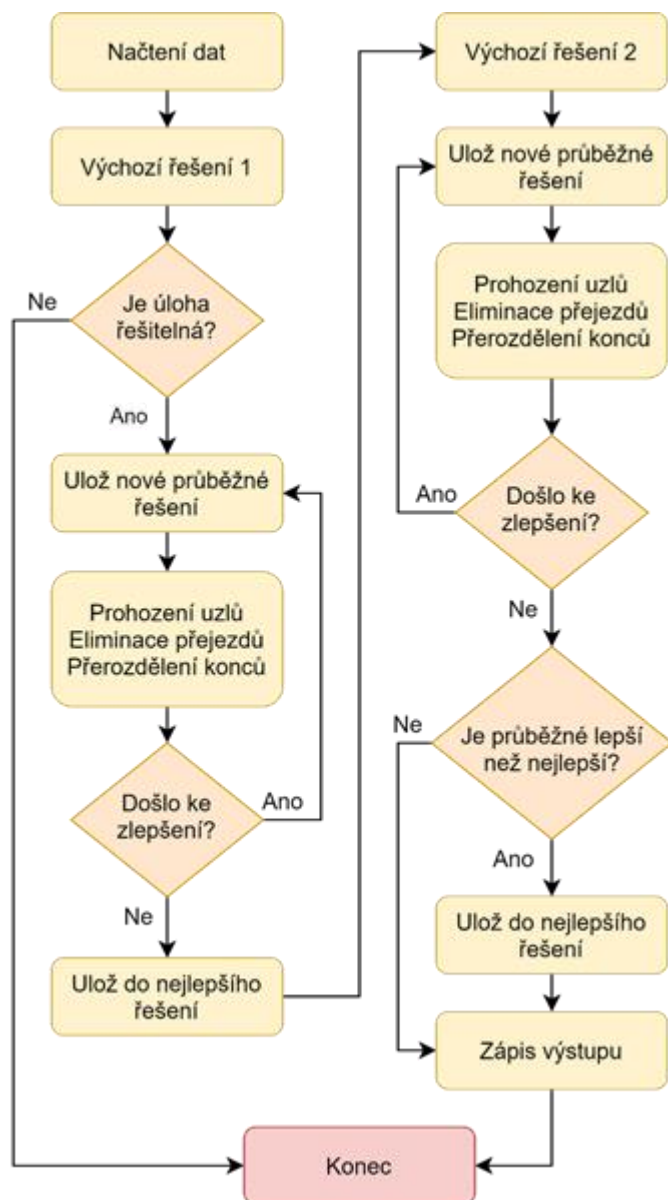 Načtení dat
Výchozí řešení 1
Ne
Je úloha
řešitelná?
Ano
Ulož nové průběžné
řešení
Prohození uzlů
Eliminace přejezdů
Přerozdělení konců
Došlo ke
zlepšení?
Ano
Ne
Ulož do nejlepšího
řešení
Výchozí řešení 2
Ulož nové průběžné
řešení
Prohození uzlů
Eliminace přejezdů
Přerozdělení konců
Ano
Došlo ke
zlepšení?
Ne
Ne
Je průběžné lepší
než nejlepší?
Ano
Ulož do nejlepšího
řešení
Zápis výstupu
Konec